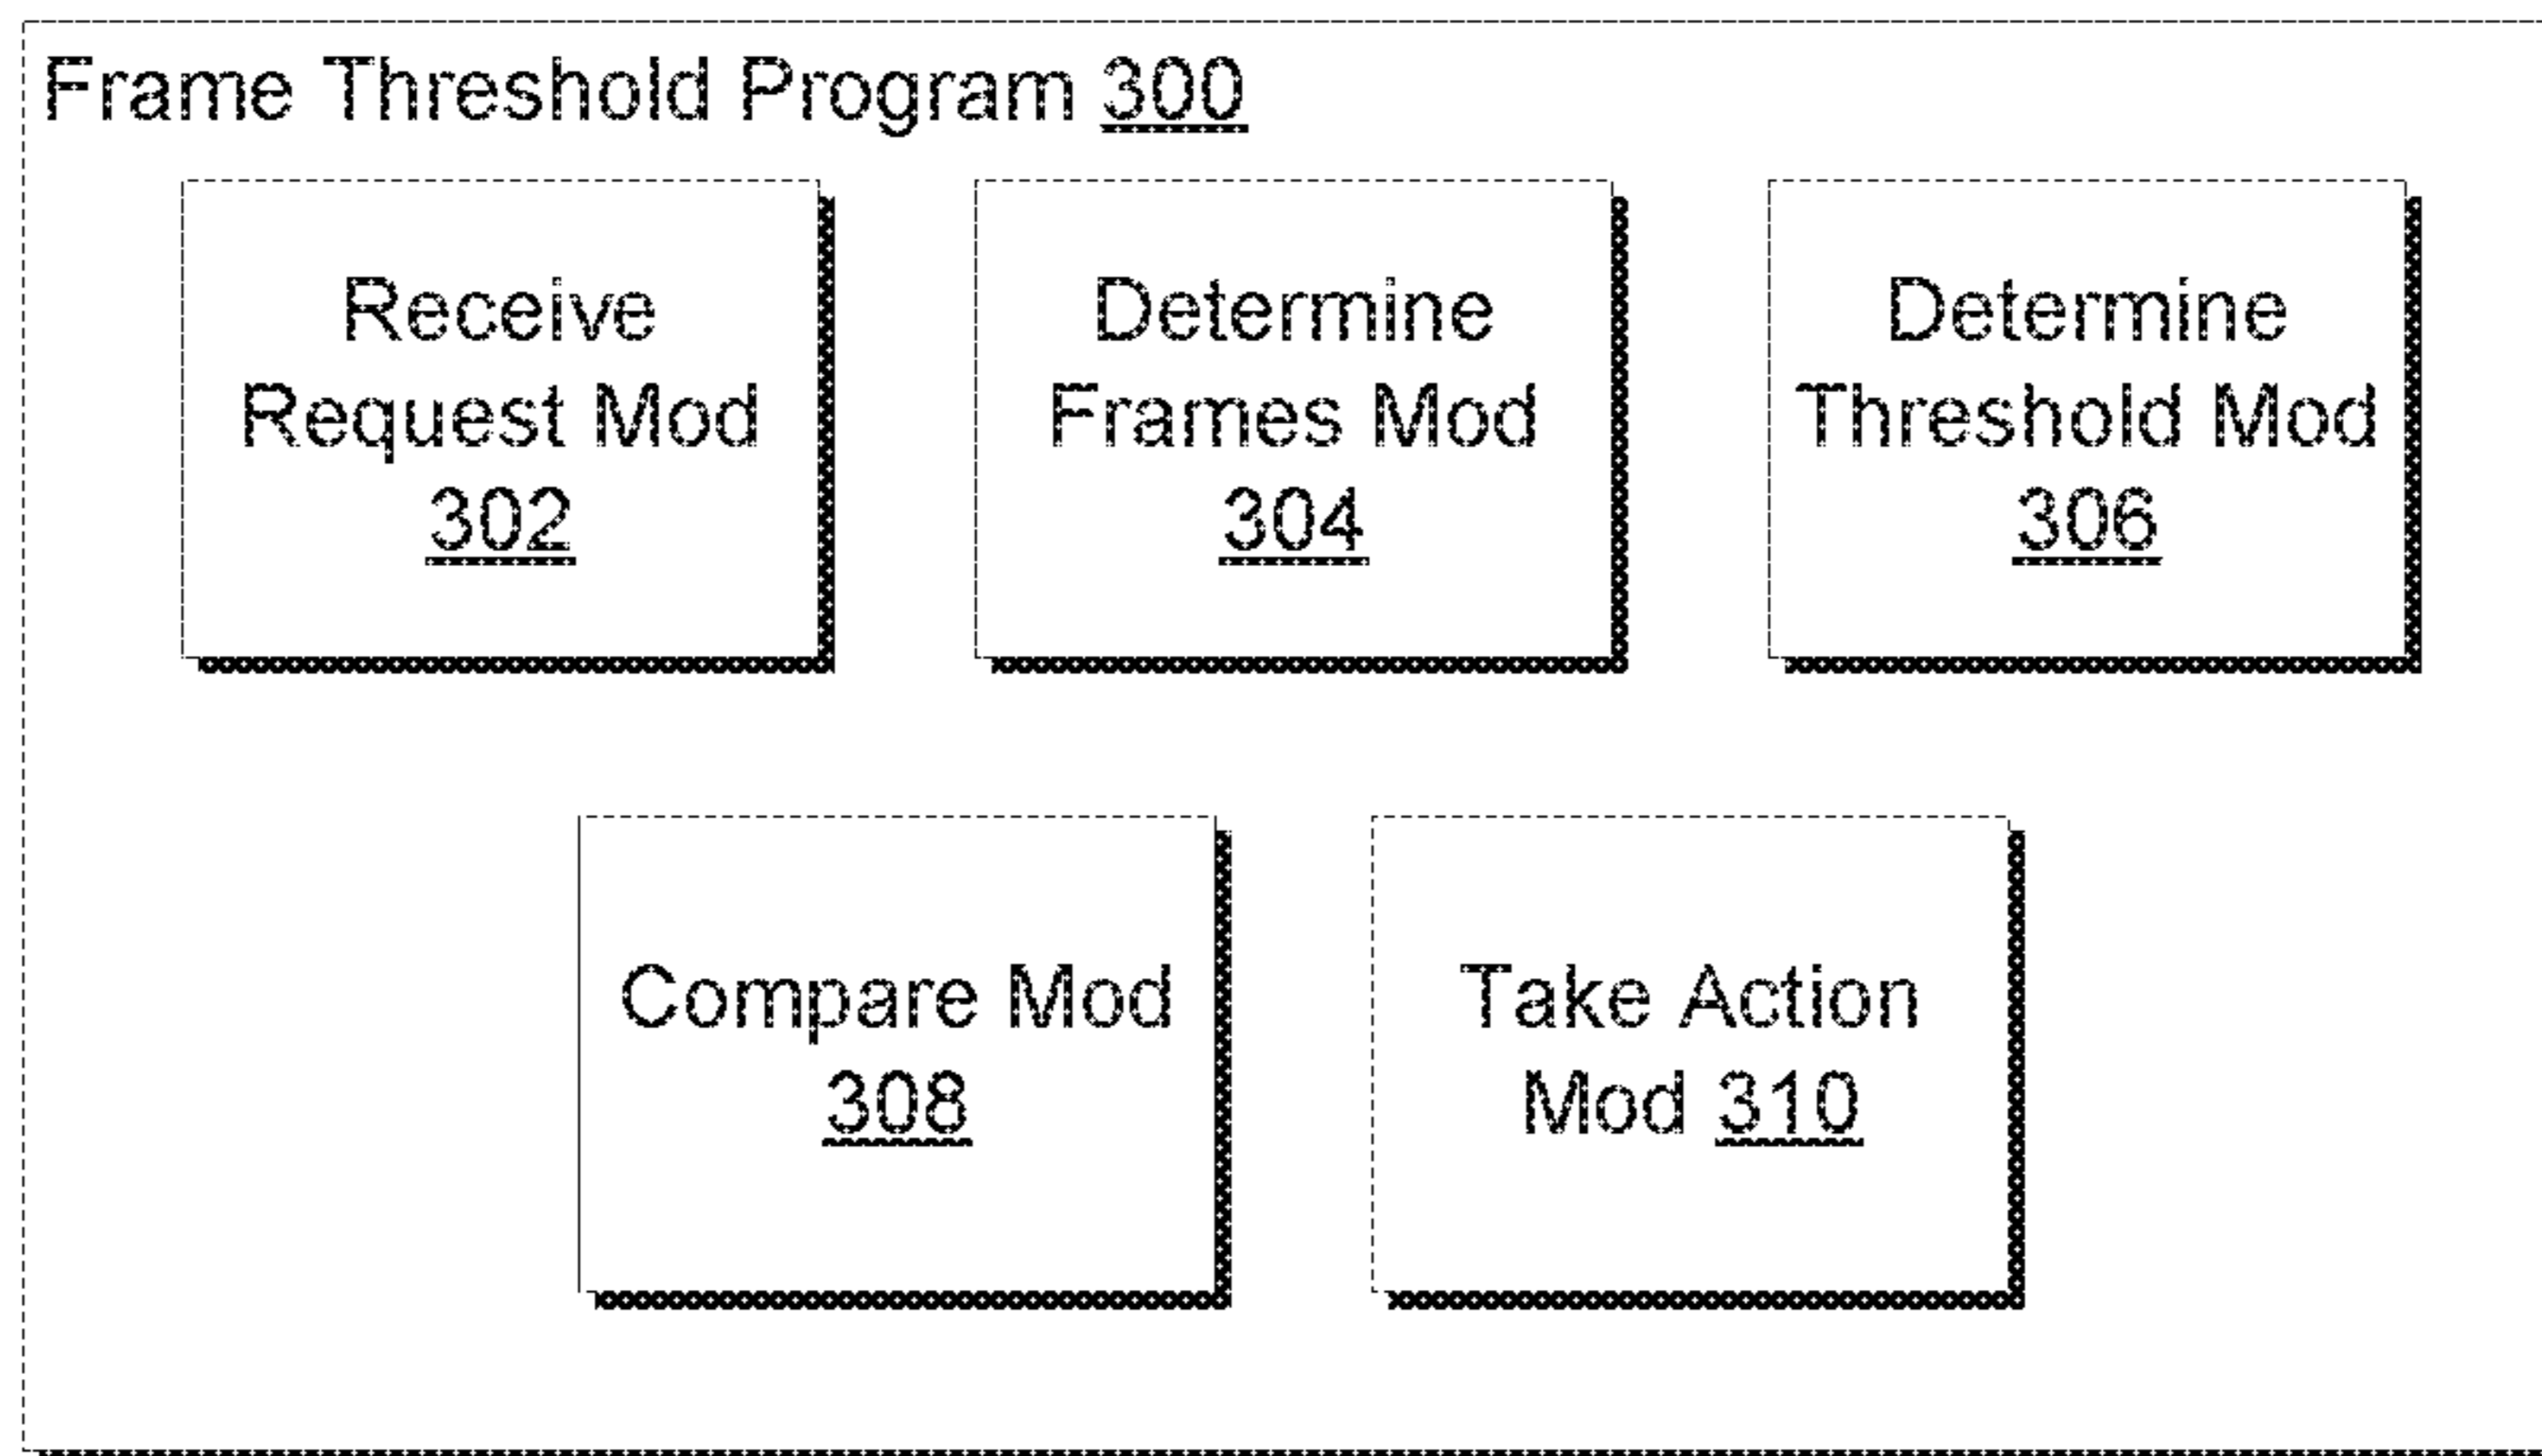 Frame Threshold Program 300
Receive
Request Mod
302
Determine
Frames Mod
304
Determine
Threshold Mod
306
Compare Mod
308
Take Action
Mod 310